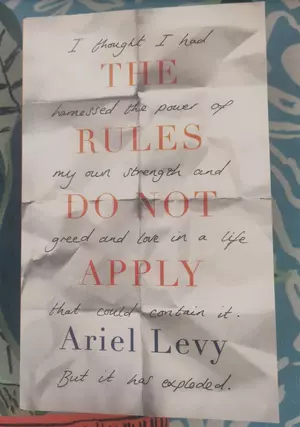 I thought I had
THE
harnessed the power of
RULES
my own strength and
DO NOT
greed and love in a life
APPLY
that could contain it.
Ariel Levy
But it has exploded.